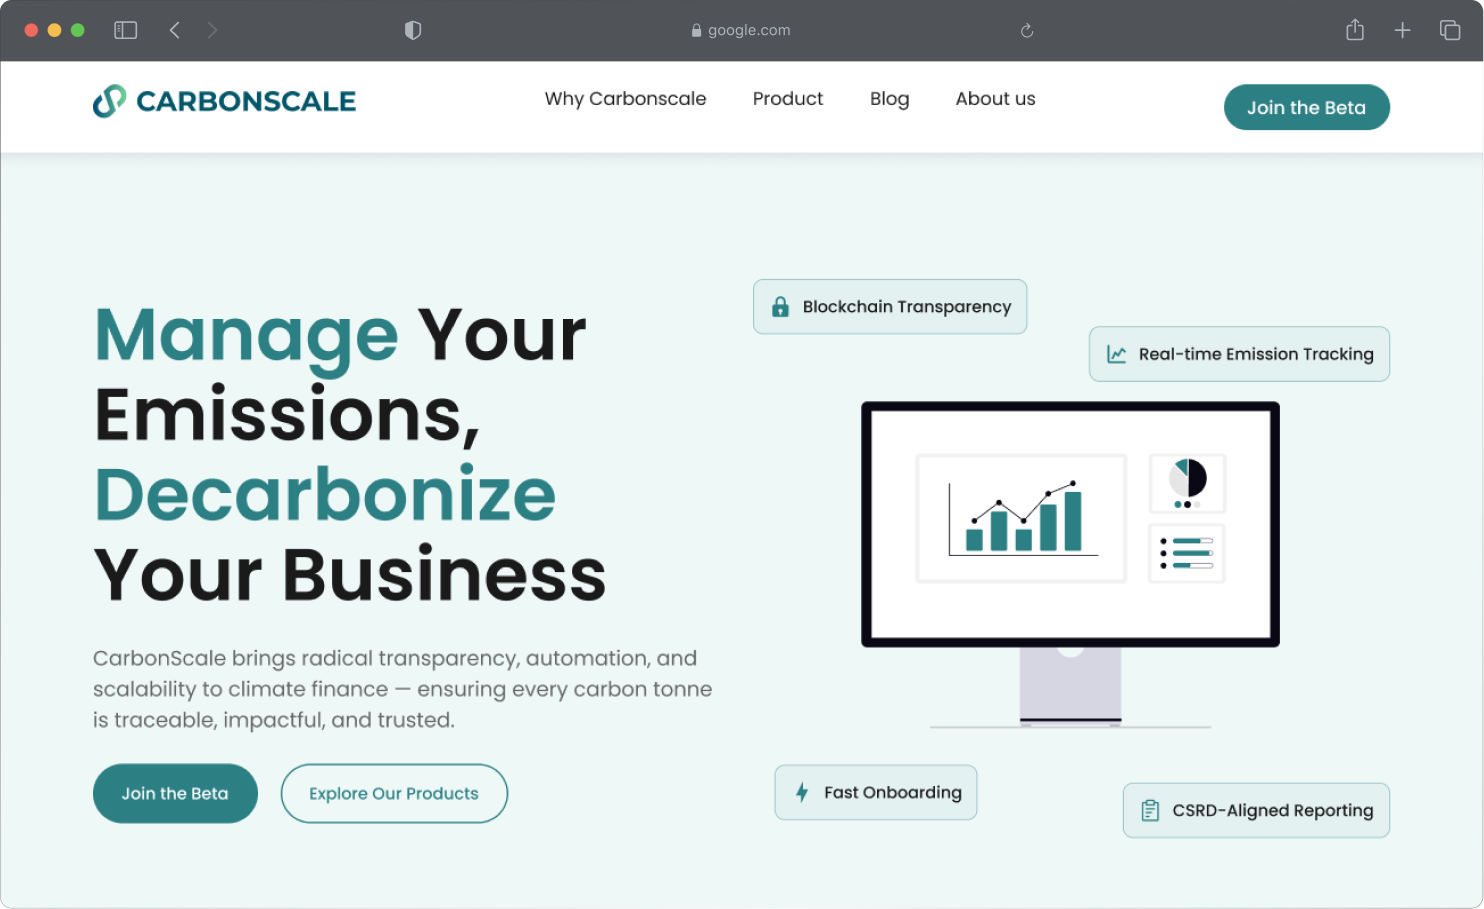 google.com
CARBONSCALE
Why Carbonscale
Product
Blog
About us
Join the Beta
Manage Your
Emissions,
Decarbonize
Your Business
CarbonScale brings radical transparency, automation, and
scalability to climate finance — ensuring every carbon tonne
is traceable, impactful, and trusted.
Join the Beta
Explore Our Products
Blockchain Transparency
Real-time Emission Tracking
Fast Onboarding
CSRD-Aligned Reporting